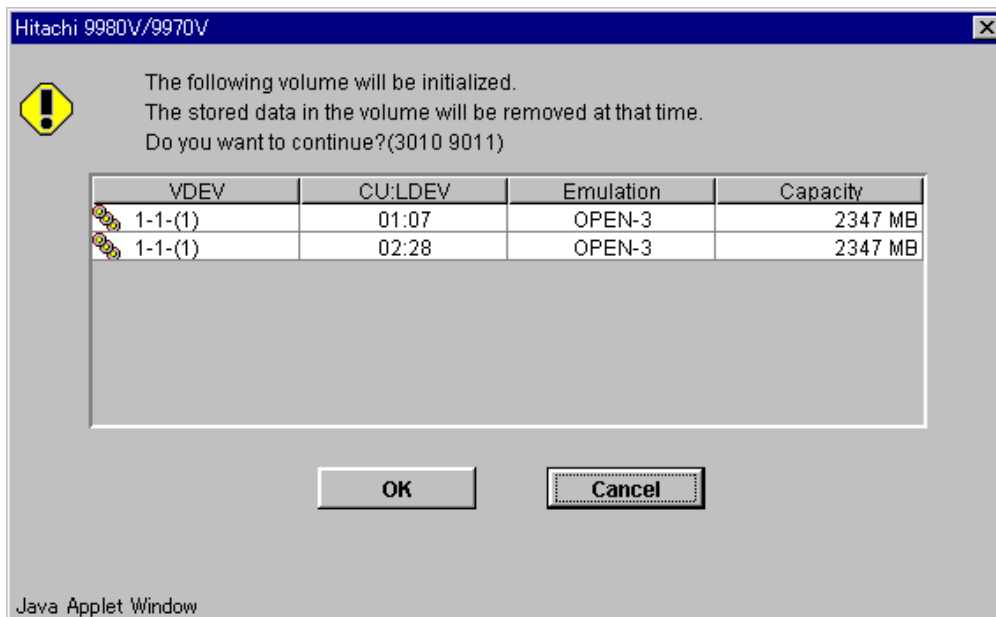 Hitachi 9980V/9970V
The following volume will be initialized.
The stored data in the volume will be removed at that time.
Do you want to continue?(3010 9011)
VDEV CU:LDEV Emulation Capacity
1-1-(1) 01:07 OPEN-3 2347 MB
1-1-(1) 02:28 OPEN-3 2347 MB
OK Cancel
Java Applet Window